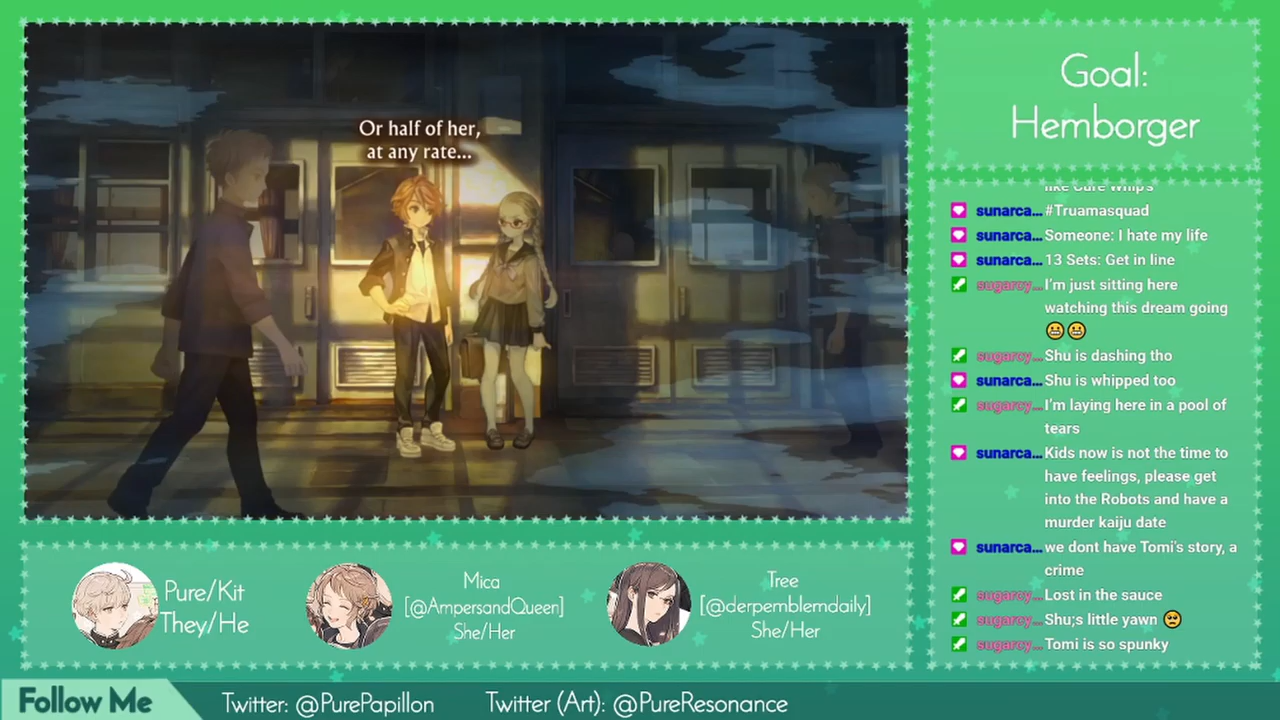 Or half of her,
at any rate...
Goal:
Hemborger
like Cure Whips
sunarca... #Truamasquad
sunarca... Someone: I hate my life
sunarca... 13 Sets: Get in line
sugarcy... I'm just sitting here
watching this dream going
sugarcy... Shu is dashing tho
sunarca... Shu is whipped too
sugarcy... I'm laying here in a pool of
tears
sunarca... Kids now is not the time to
have feelings, please get
into the Robots and have a
murder kaiju date
sunarca... we dont have Tomi's story, a
crime
sugarcy... Lost in the sauce
sugarcy... Shu;s little yawn
sugarcy... Tomi is so spunky
Pure/Kit
They/He
Mica
[@AmpersandQueen]
She/Her
Tree
[@derpemblemdaily]
She/Her
Follow Me
Twitter: @PurePapillon
Twitter (Art): @PureResonance